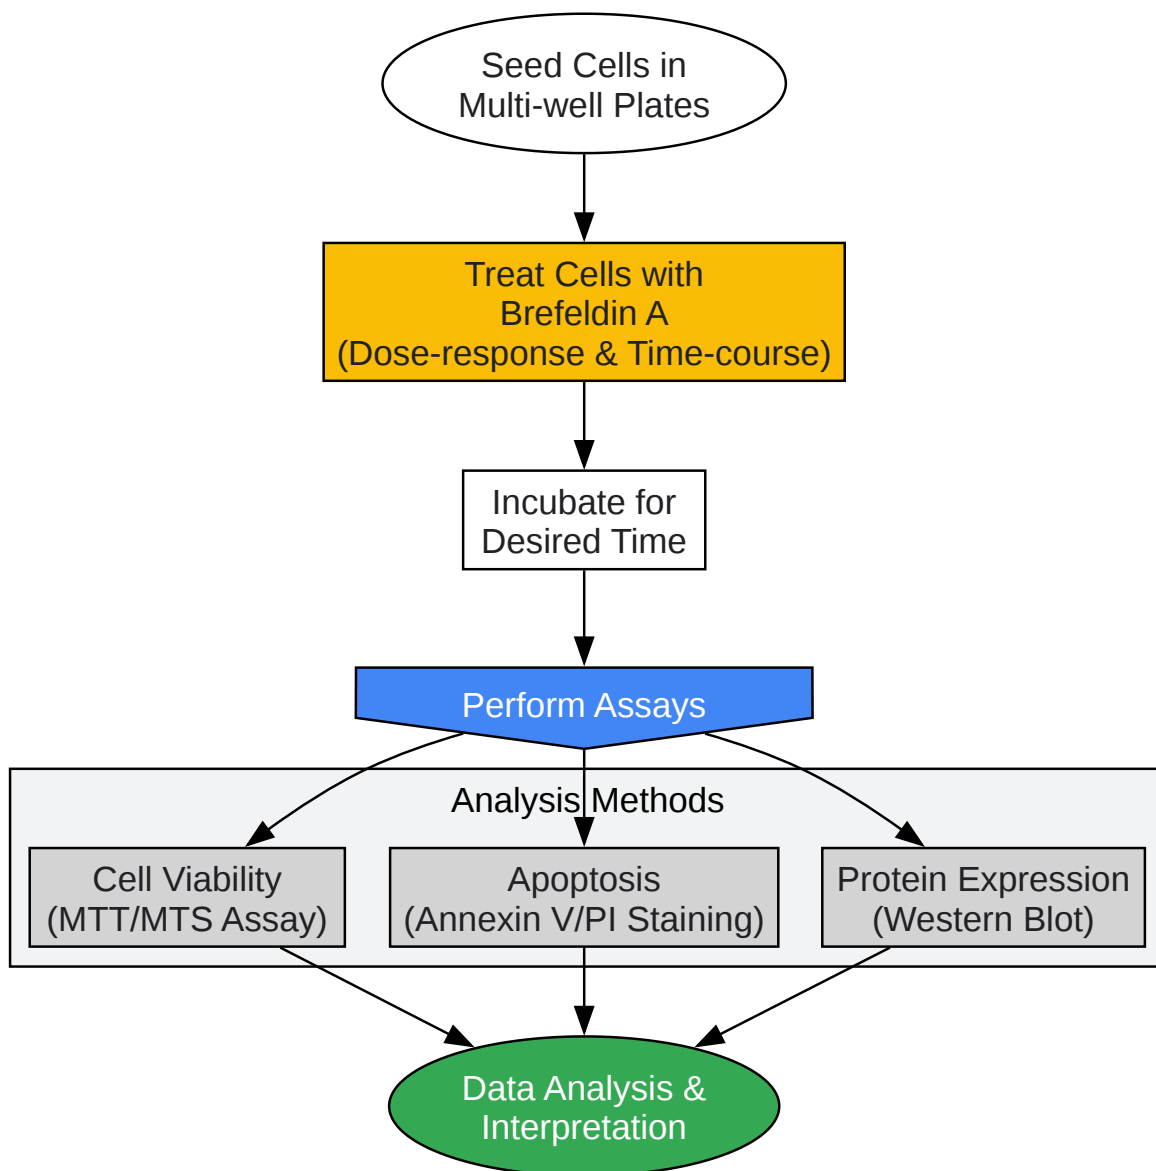 Seed Cells in
Multi-well Plates
Treat Cells with
Brefeldin A
(Dose-response & Time-course)
Incubate for
Desired Time
Perform Assays
Analysis Methods
Cell Viability
(MTT/MTS Assay)
Apoptosis
(Annexin V/PI Staining)
Protein Expression
(Western Blot)
Data Analysis &
Interpretation